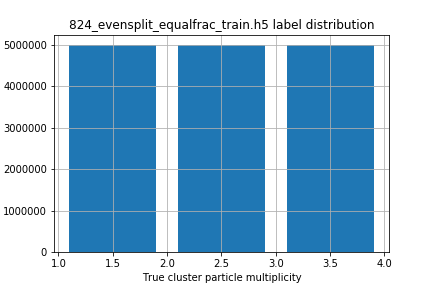 824_evensplit_equalfrac_train.h5 label distribution
5000000
4000000
3000000
2000000
1000000
0
1.0 1.5 2.0 2.5 3.0 3.5 4.0
True cluster particle multiplicity